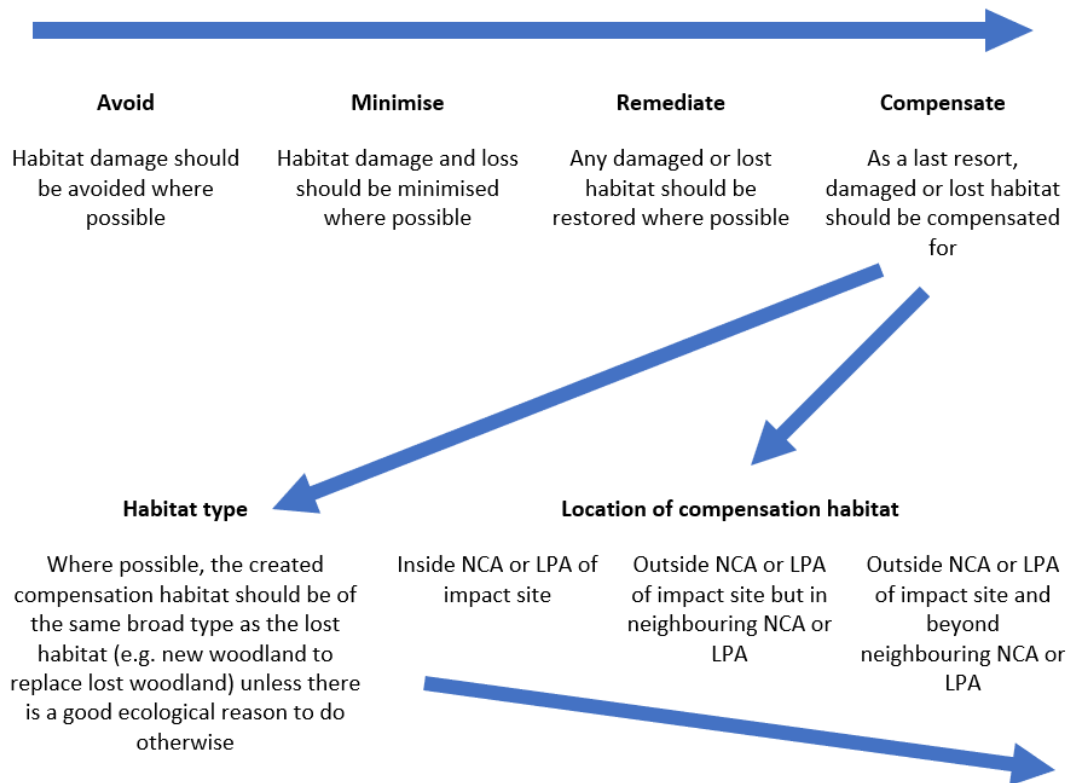 Avoid
Habitat damage should
be avoided where
possible
Minimise
Habitat damage and loss
should be minimised
where possible
Remediate
Any damaged or lost
habitat should be
restored where possible
Compensate
As a last resort,
damaged or lost habitat
should be compensated
for
Habitat type
Where possible, the created
compensation habitat should be of
the same broad type as the lost
habitat (e.g. new woodland to
replace lost woodland) unless there
is a good ecological reason to do
otherwise
Location of compensation habitat
Inside NCA or LPA of
impact site
Outside NCA or LPA
of impact site but in
neighbouring NCA or
LPA
Outside NCA or LPA
of impact site and
beyond
neighbouring NCA or
LPA